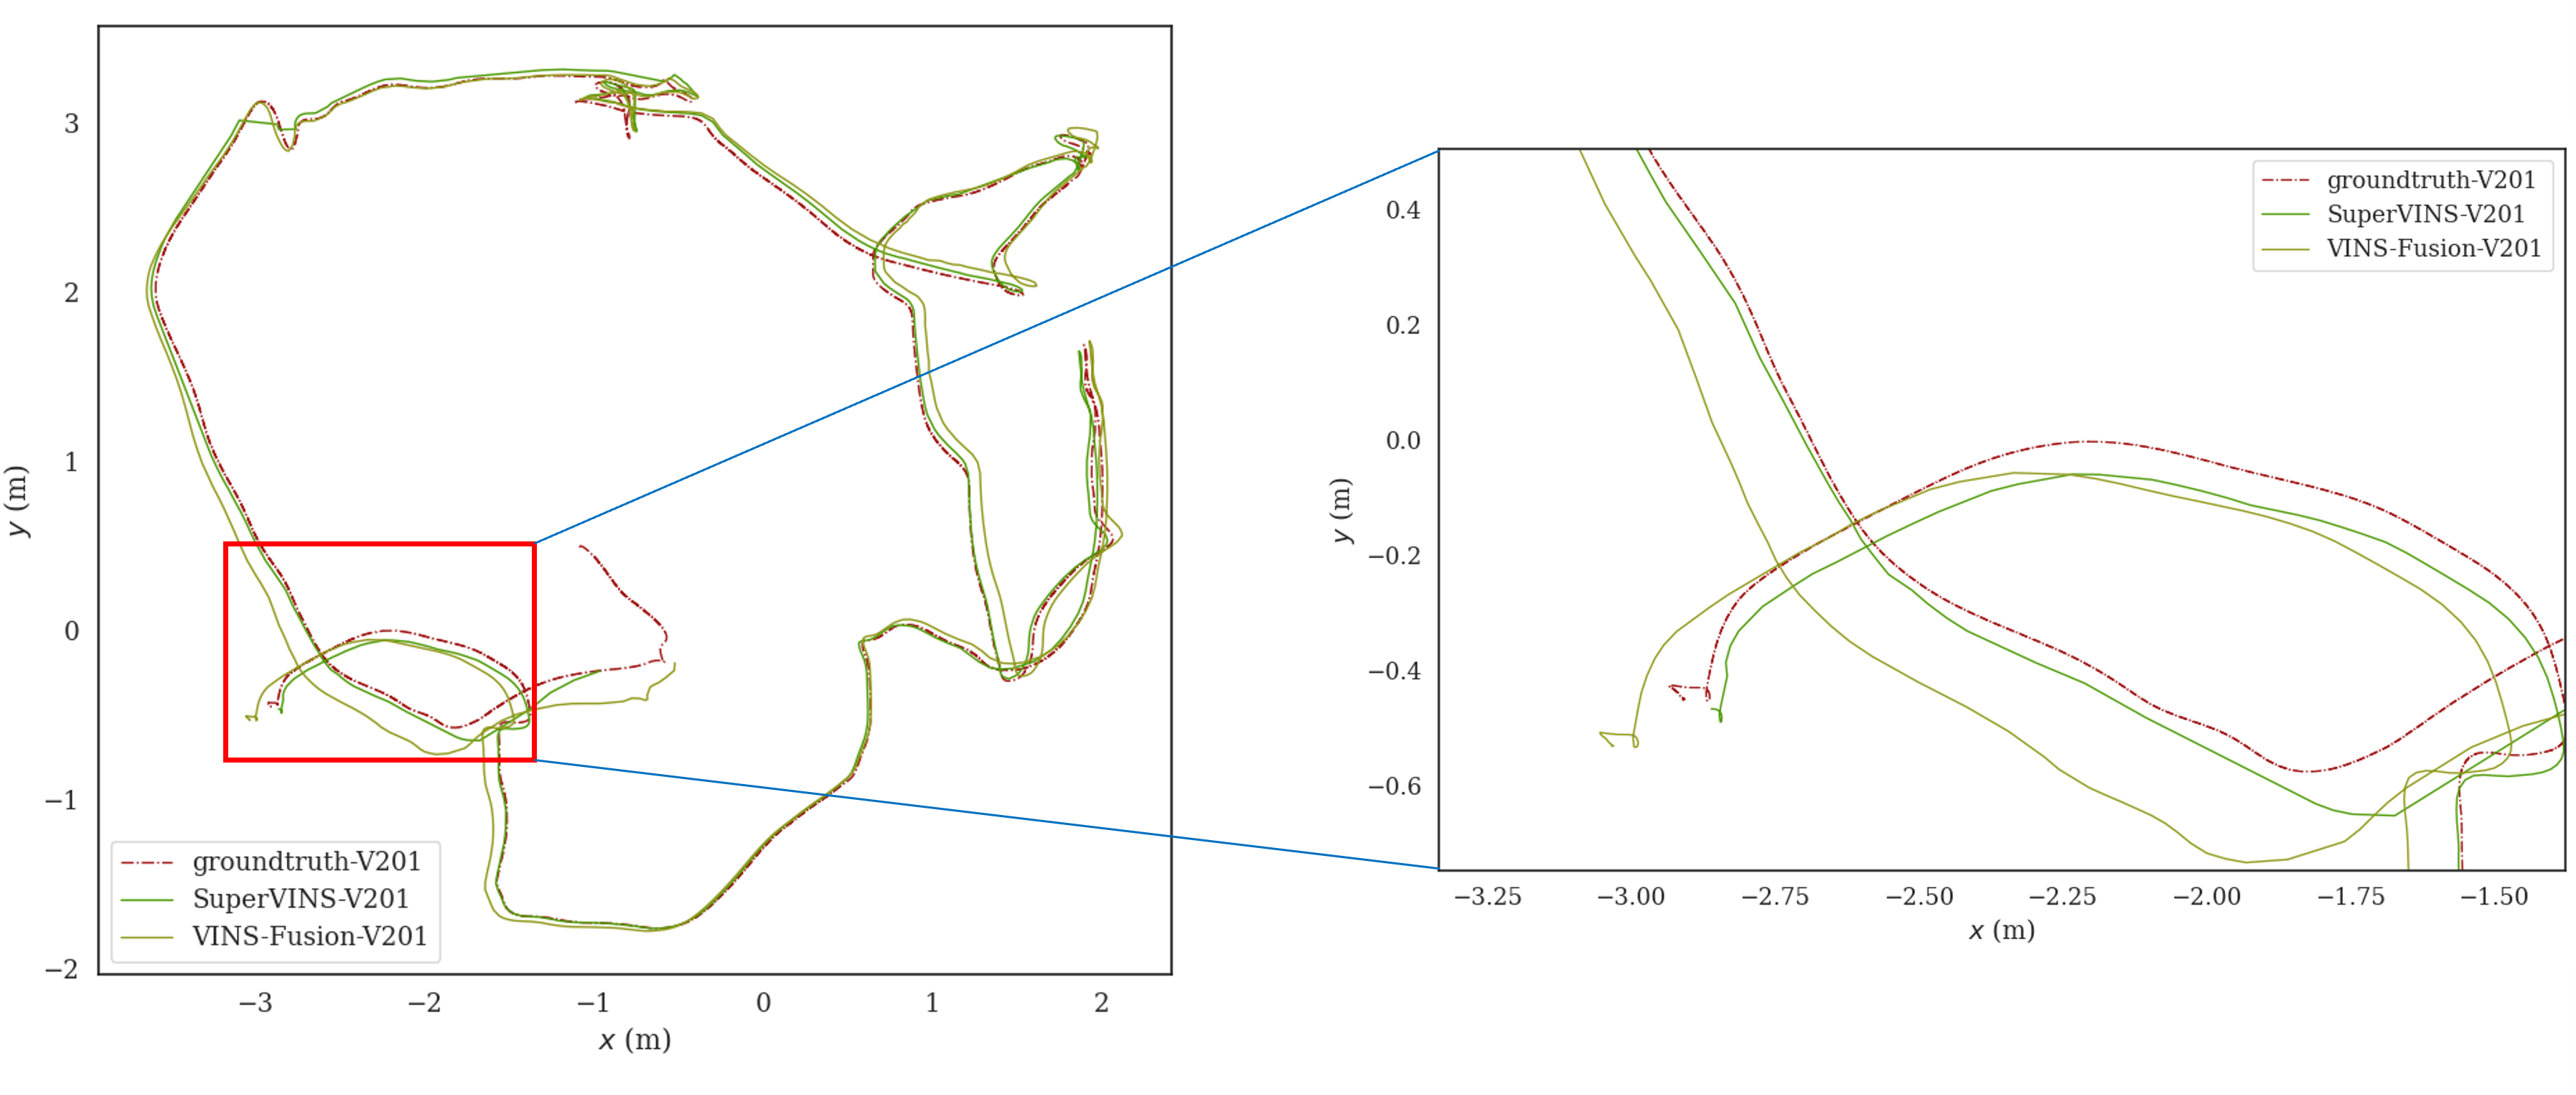 3
2
1
0
−1
−2
y (m)
−3
−2
−1
0
1
2
x (m)
groundtruth-V201
SuperVINS-V201
VINS-Fusion-V201
0.4
0.2
0.0
−0.2
−0.4
−0.6
y (m)
−3.25
−3.00
−2.75
−2.50
−2.25
−2.00
−1.75
−1.50
x (m)
groundtruth-V201
SuperVINS-V201
VINS-Fusion-V201